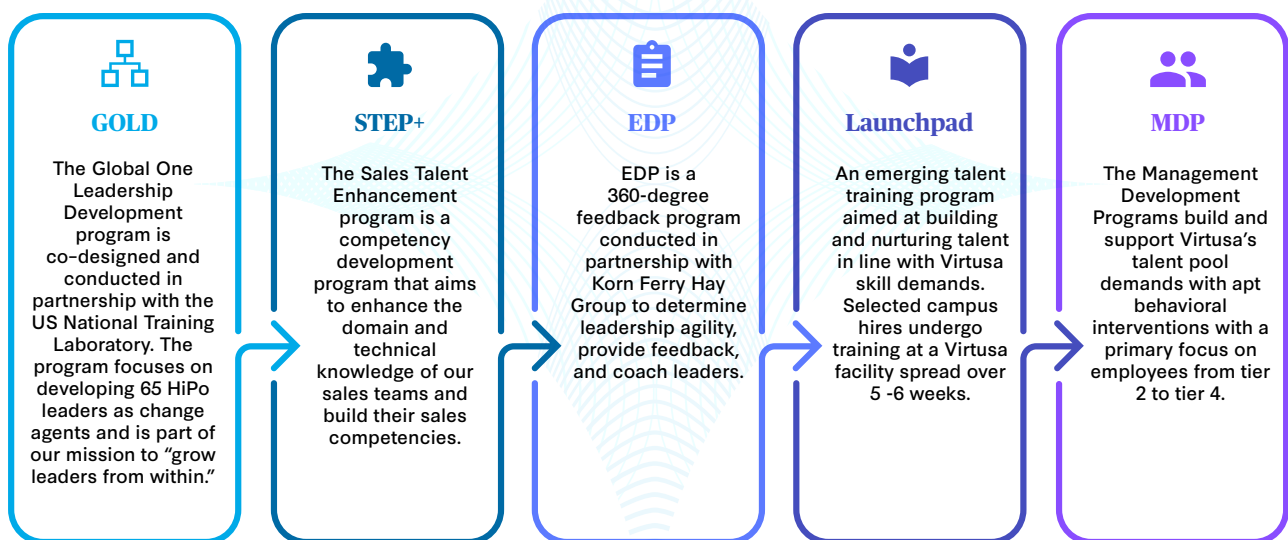 GOLD
The Global One
Leadership
Development
program is
co-designed and
conducted in
partnership with the
US National Training
Laboratory. The
program focuses on
developing 65 HiPo
leaders as change
agents and is part of
our mission to “grow
leaders from within.”
STEP+
The Sales Talent
Enhancement
program is a
competency
development
program that aims
to enhance the
domain and
technical
knowledge of our
sales teams and
build their sales
competencies.
EDP
EDP is a
360-degree
feedback program
conducted in
partnership with
Korn Ferry Hay
Group to determine
leadership agility,
provide feedback,
and coach leaders.
Launchpad
An emerging talent
training program
aimed at building
and nurturing talent
in line with Virtusa
skill demands.
Selected campus
hires undergo
training at a Virtusa
facility spread over
5 -6 weeks.
MDP
The Management
Development
Programs build and
support Virtusa’s
talent pool
demands with apt
behavioral
interventions with a
primary focus on
employees from tier
2 to tier 4.